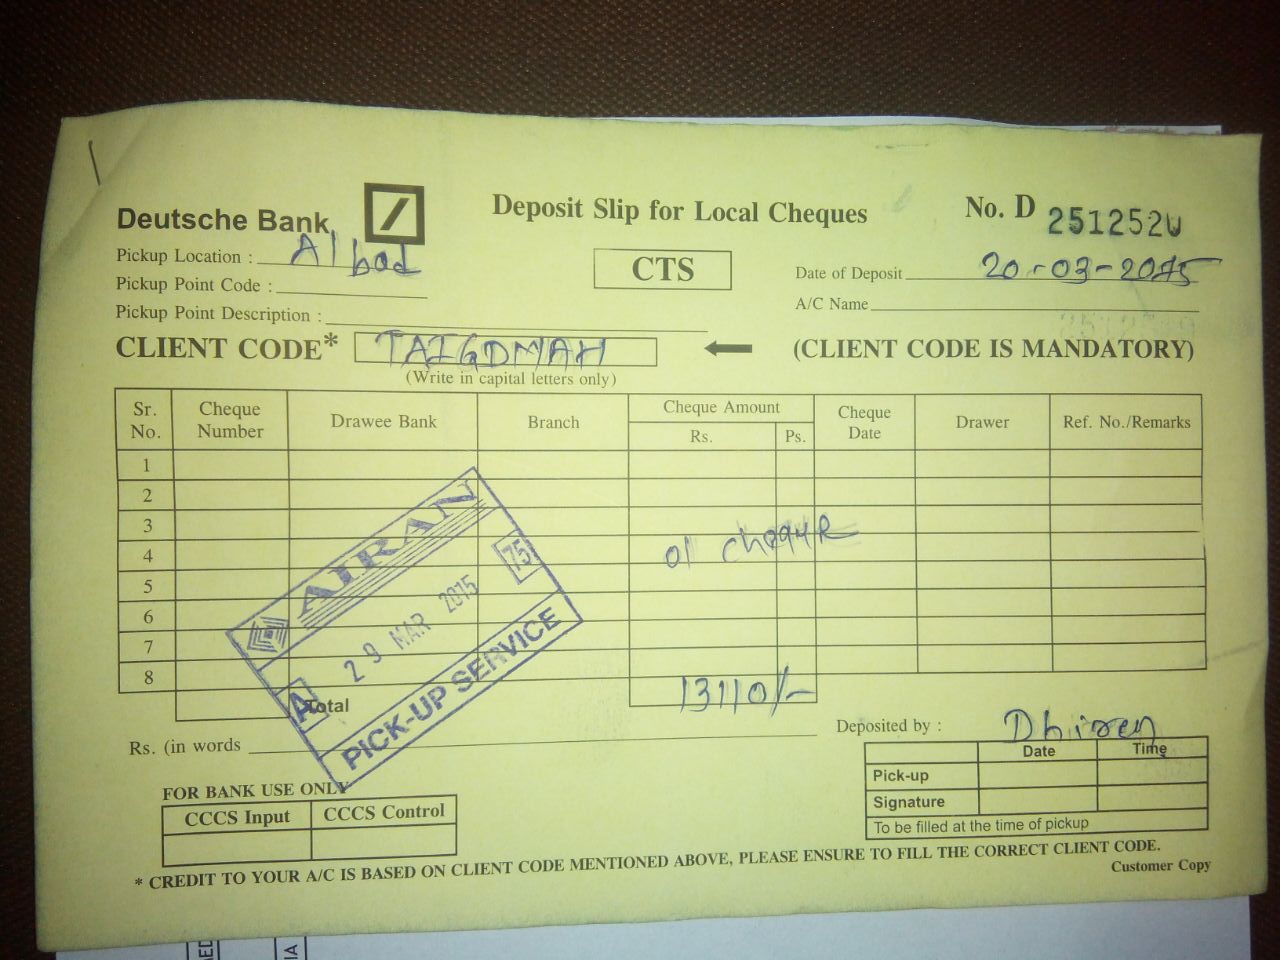 Deutsche Bank
Deposit Slip for Local Cheques
No. D 251252
Pickup Location : Al bad
CTS
Date of Deposit 20-03-2015
Pickup Point Code :
A/C Name
Pickup Point Description :
CLIENT CODE* TAIGDMAH
(CLIENT CODE IS MANDATORY)
(Write in capital letters only)
Sr. No. Cheque Number Drawee Bank Branch Cheque Amount Rs. Ps. Cheque Date Drawer Ref. No./Remarks
1
2
3
4
5
6
7
8
01 cheque
AIRAN
75
29 MAR 2015
A
PICK-UP SERVICE
Total 13110/-
Rs. (in words
Deposited by : Dhiren
Date Time
Pick-up
Signature
To be filled at the time of pickup
FOR BANK USE ONLY
CCCS Input CCCS Control
* CREDIT TO YOUR A/C IS BASED ON CLIENT CODE MENTIONED ABOVE, PLEASE ENSURE TO FILL THE CORRECT CLIENT CODE.
Customer Copy
IA